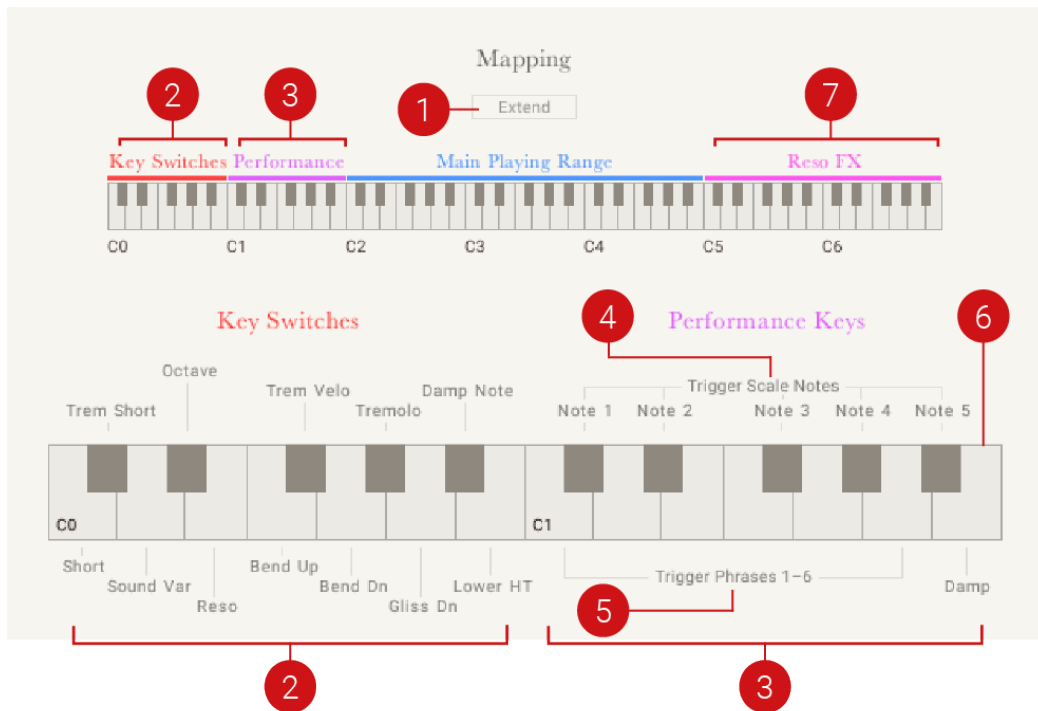 Mapping
1
Extend
2
3
7
Key Switches
Performance
Main Playing Range
Reso FX
C0
C1
C2
C3
C4
C5
C6
4
6
Key Switches
Performance Keys
Octave
Trem Velo
Damp Note
Trigger Scale Notes
Trem Short
Tremolo
Note 1
Note 2
Note 3
Note 4
Note 5
C0
C1
Short
Sound Var
Reso
Bend Up
Bend Dn
Gliss Dn
Lower HT
Trigger Phrases 1–6
Damp
5
2
3